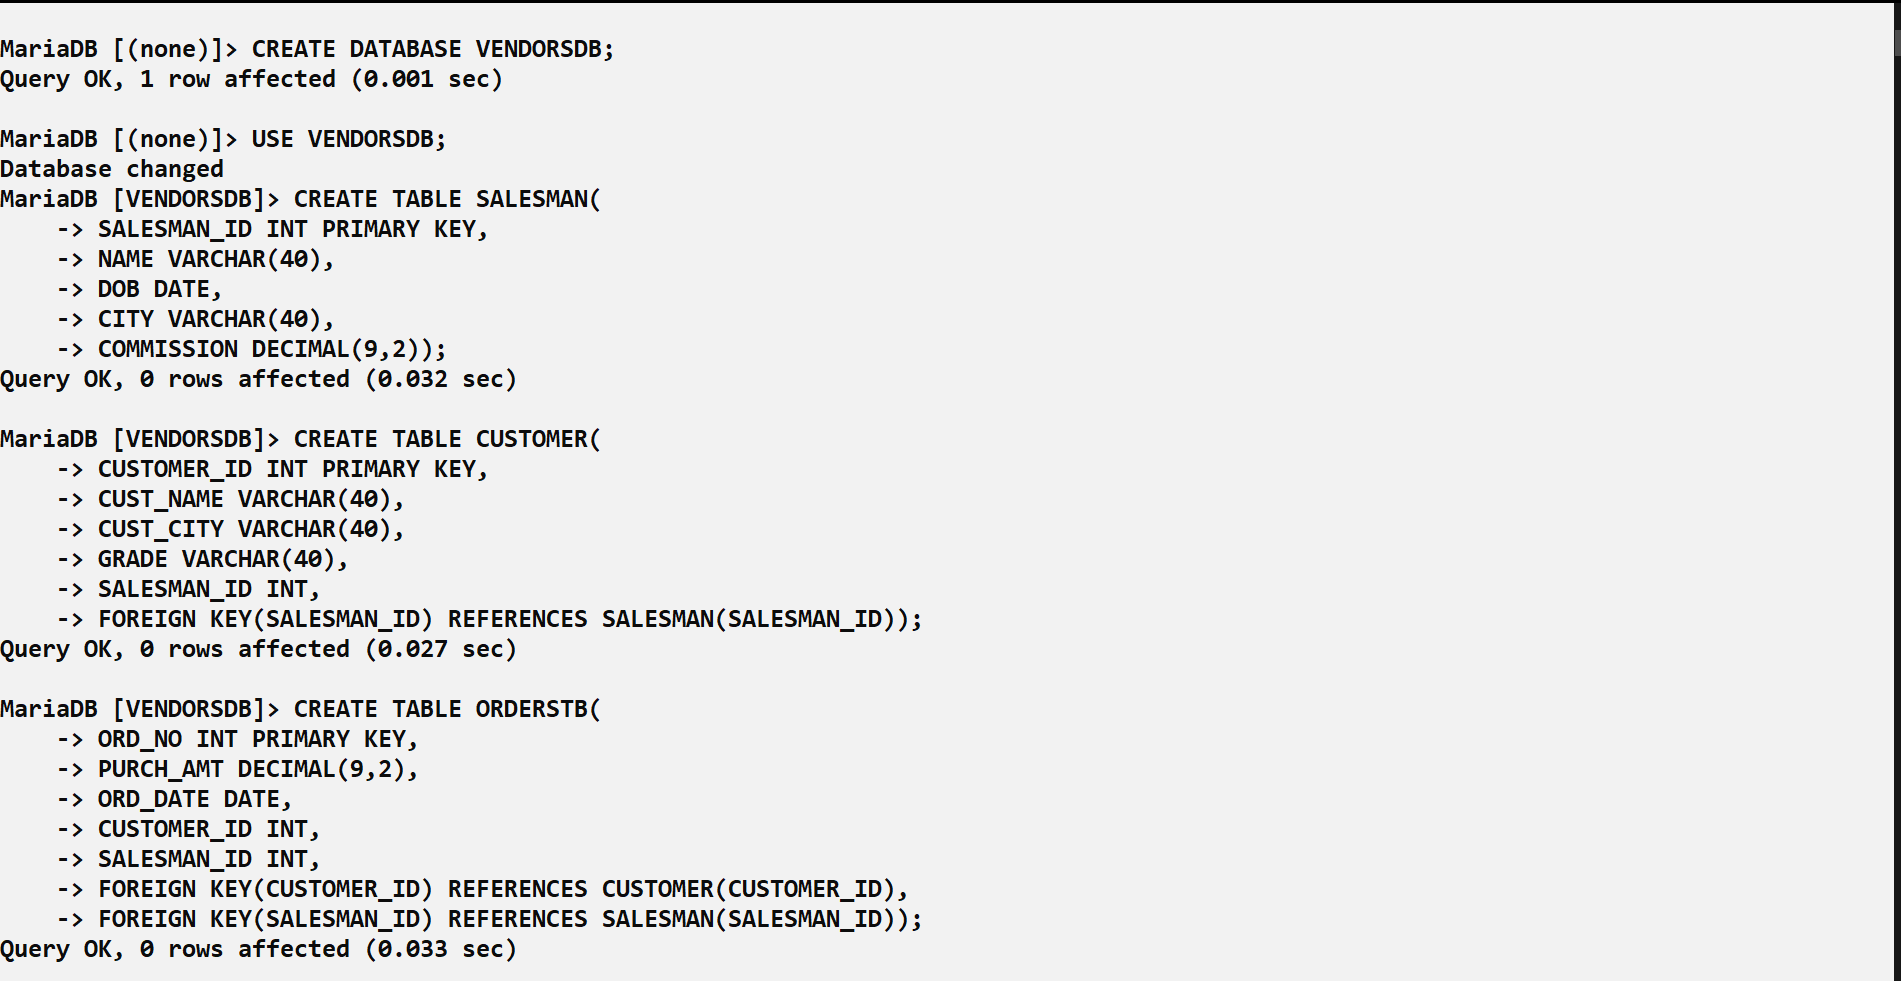 MariaDB [(none)]> CREATE DATABASE VENDORSDB;
Query OK, 1 row affected (0.001 sec)
MariaDB [(none)]> USE VENDORSDB;
Database changed
MariaDB [VENDORSDB]> CREATE TABLE SALESMAN(
    -> SALESMAN_ID INT PRIMARY KEY,
    -> NAME VARCHAR(40),
    -> DOB DATE,
    -> CITY VARCHAR(40),
    -> COMMISSION DECIMAL(9,2));
Query OK, 0 rows affected (0.032 sec)
MariaDB [VENDORSDB]> CREATE TABLE CUSTOMER(
    -> CUSTOMER_ID INT PRIMARY KEY,
    -> CUST_NAME VARCHAR(40),
    -> CUST_CITY VARCHAR(40),
    -> GRADE VARCHAR(40),
    -> SALESMAN_ID INT,
    -> FOREIGN KEY(SALESMAN_ID) REFERENCES SALESMAN(SALESMAN_ID));
Query OK, 0 rows affected (0.027 sec)
MariaDB [VENDORSDB]> CREATE TABLE ORDERSTB(
    -> ORD_NO INT PRIMARY KEY,
    -> PURCH_AMT DECIMAL(9,2),
    -> ORD_DATE DATE,
    -> CUSTOMER_ID INT,
    -> SALESMAN_ID INT,
    -> FOREIGN KEY(CUSTOMER_ID) REFERENCES CUSTOMER(CUSTOMER_ID),
    -> FOREIGN KEY(SALESMAN_ID) REFERENCES SALESMAN(SALESMAN_ID));
Query OK, 0 rows affected (0.033 sec)